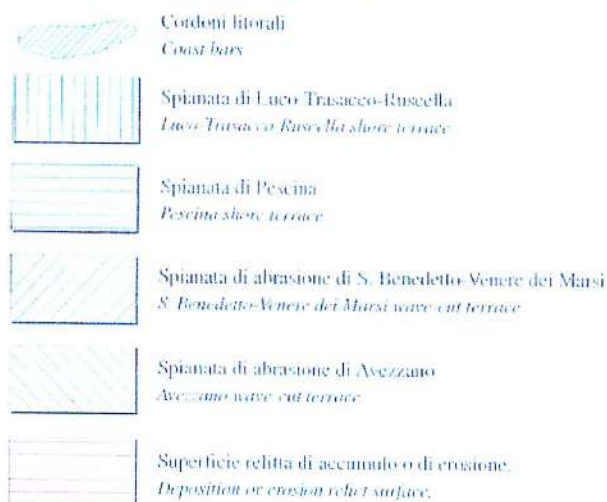 Cordoni litorali
Coast bars
Spianata di Luco-Trasacco-Ruscella
Luco-Trasacco-Ruscella shore terrace
Spianata di Pescina
Pescina shore terrace
Spianata di abrasione di S. Benedetto-Venere dei Marsi
S. Benedetto-Venere dei Marsi wave cut terrace
Spianata di abrasione di Avezzano
Avezzano wave cut terrace
Superficie relitta di accumulo o di erosione.
Deposition or erosion relict surface.